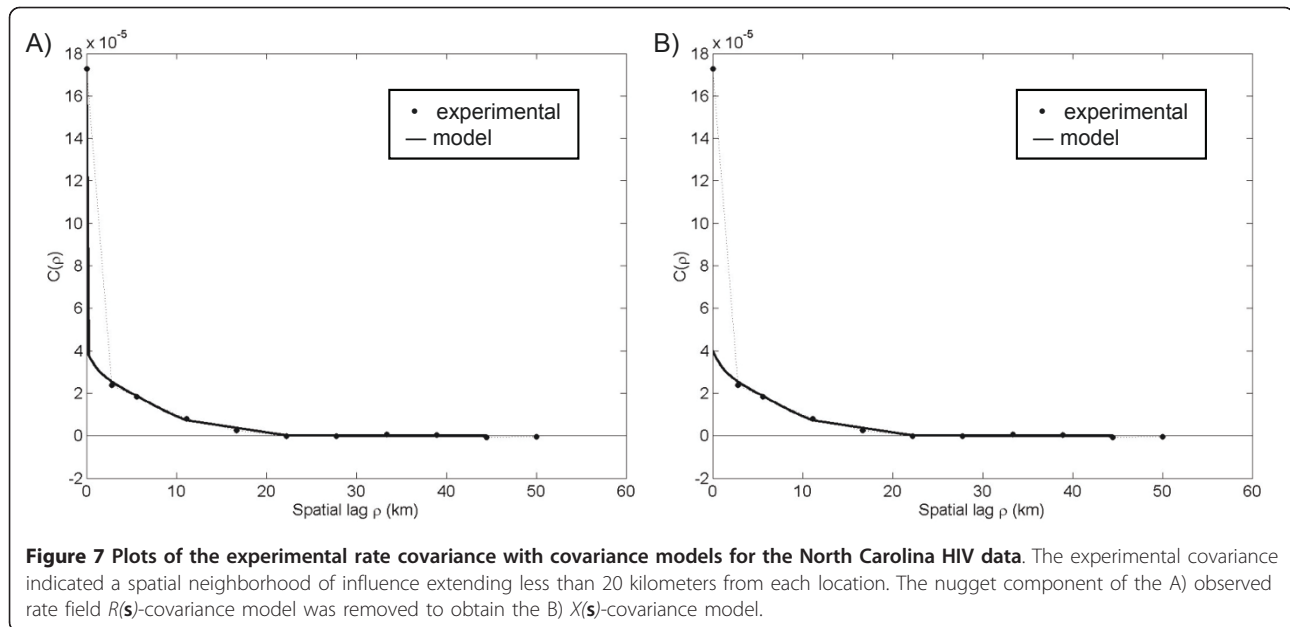 A)
x 10⁻⁵
18
16
14
12
10
8
6
4
2
0
-2
C(ρ)
0 10 20 30 40 50 60
Spatial lag ρ (km)
experimental
model
B)
x 10⁻⁵
18
16
14
12
10
8
6
4
2
0
-2
C(ρ)
0 10 20 30 40 50 60
Spatial lag ρ (km)
experimental
model
Figure 7 Plots of the experimental rate covariance with covariance models for the North Carolina HIV data. The experimental covariance
indicated a spatial neighborhood of influence extending less than 20 kilometers from each location. The nugget component of the A) observed
rate field R(s)-covariance model was removed to obtain the B) X(s)-covariance model.